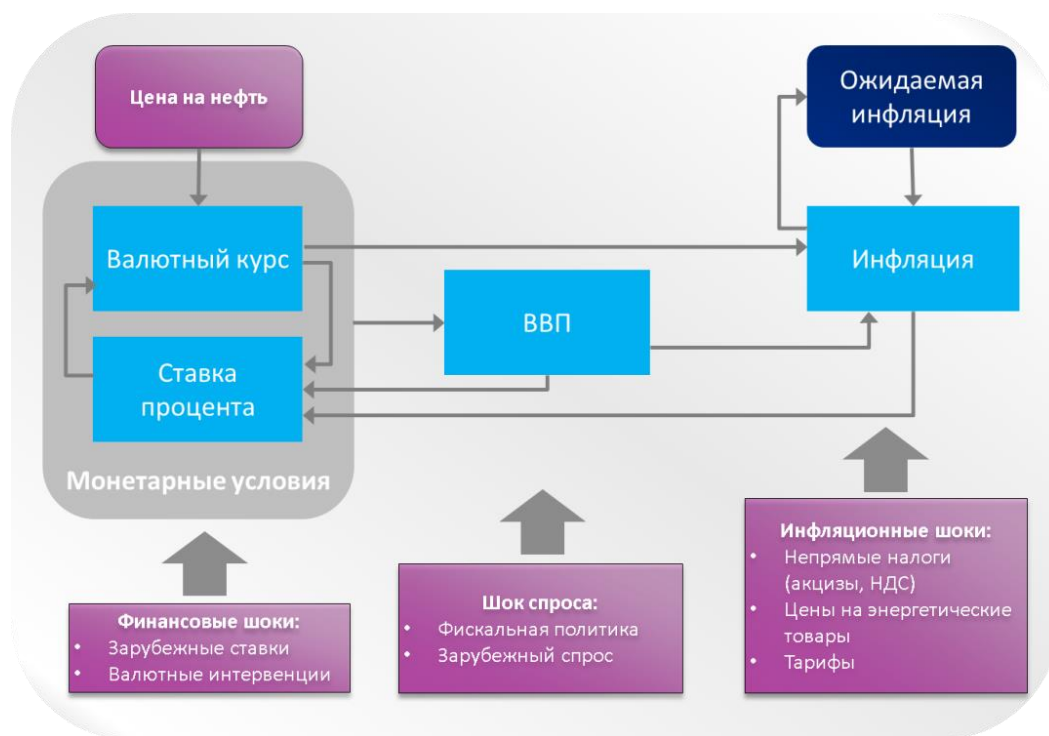 Цена на нефть
Ожидаемая
инфляция
Валютный курс
Инфляция
ВВП
Ставка
процента
Монетарные условия
Финансовые шоки:
• Зарубежные ставки
• Валютные интервенции
Шок спроса:
• Фискальная политика
• Зарубежный спрос
Инфляционные шоки:
• Непрямые налоги
(акцизы, НДС)
• Цены на энергетические
товары
• Тарифы